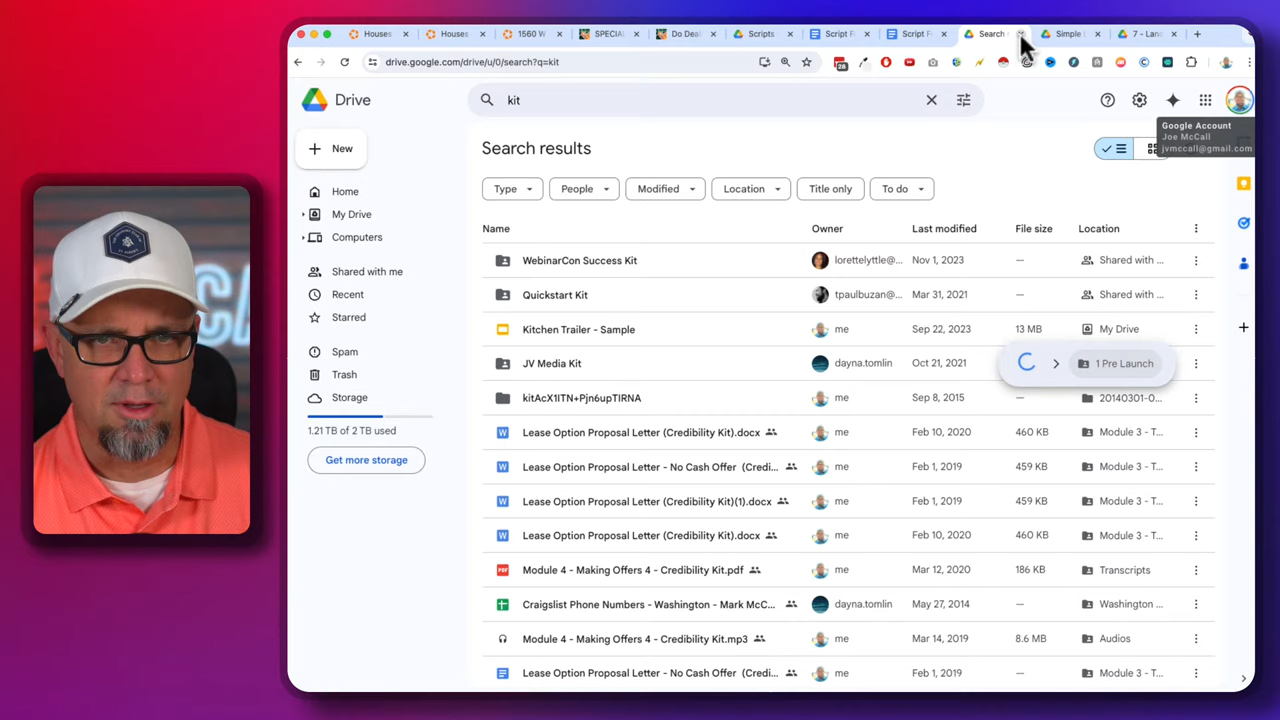 Houses
Houses
1560 W
SPECIAL
Do Deal
Scripts
Script F
Script F
Search
Simple
7 - Lan
drive.google.com/drive/u/0/search?q=kit
28
Drive
kit
Google Account
Joe McCall
jvmccall@gmail.com
New
Search results
Home
My Drive
Computers
Shared with me
Recent
Starred
Spam
Trash
Storage
1.21 TB of 2 TB used
Get more storage
Type
People
Modified
Location
Title only
To do
Name
Owner
Last modified
File size
Location
WebinarCon Success Kit
lorettelyttle@...
Nov 1, 2023
—
Shared with ...
Quickstart Kit
tpaulbuzan@...
Mar 31, 2021
—
Shared with ...
Kitchen Trailer - Sample
me
Sep 22, 2023
13 MB
My Drive
JV Media Kit
dayna.tomlin
Oct 21, 2021
1 Pre Launch
kitAcX1lTN+Pjn6upTIRNA
me
Sep 8, 2015
—
20140301-0...
Lease Option Proposal Letter (Credibility Kit).docx
me
Feb 10, 2020
460 KB
Module 3 - T...
Lease Option Proposal Letter - No Cash Offer (Credi...
me
Feb 1, 2019
459 KB
Module 3 - T...
Lease Option Proposal Letter (Credibility Kit)(1).docx
me
Feb 1, 2019
459 KB
Module 3 - T...
Lease Option Proposal Letter (Credibility Kit).docx
me
Feb 10, 2020
460 KB
Module 3 - T...
Module 4 - Making Offers 4 - Credibility Kit.pdf
me
Mar 12, 2020
186 KB
Transcripts
Craigslist Phone Numbers - Washington - Mark McC...
dayna.tomlin
May 27, 2014
—
Washington ...
Module 4 - Making Offers 4 - Credibility Kit.mp3
me
Mar 14, 2019
8.6 MB
Audios
Lease Option Proposal Letter - No Cash Offer (Credi...
me
Feb 1, 2019
—
Module 3 - T...